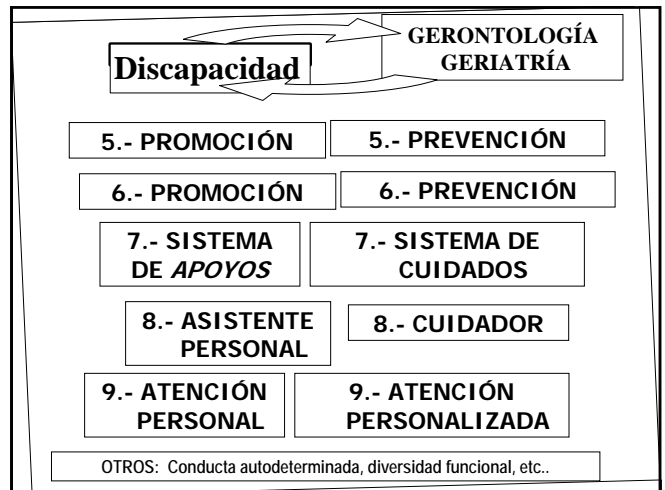 Discapacidad
GERONTOLOGÍA
GERIATRÍA
5.- PROMOCIÓN
5.- PREVENCIÓN
6.- PROMOCIÓN
6.- PREVENCIÓN
7.- SISTEMA
DE APOYOS
7.- SISTEMA DE
CUIDADOS
8.- ASISTENTE
PERSONAL
8.- CUIDADOR
9.- ATENCIÓN
PERSONAL
9.- ATENCIÓN
PERSONALIZADA
OTROS: Conducta autodeterminada, diversidad funcional, etc..